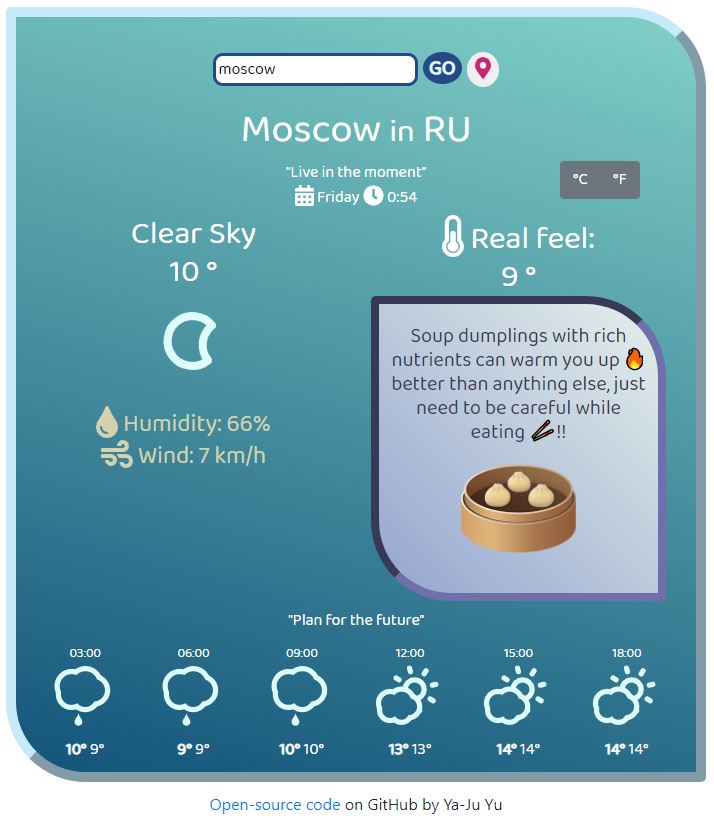 moscow GO
Moscow in RU
"Live in the moment"
°C °F
Friday 0:54
Clear Sky
10 °
Real feel:
9 °
Humidity: 66%
Wind: 7 km/h
Soup dumplings with rich
nutrients can warm you up 🔥
better than anything else, just
need to be careful while
eating 🥢!!
"Plan for the future"
03:00 06:00 09:00 12:00 15:00 18:00
10° 9° 9° 9° 10° 10° 13° 13° 14° 14° 14° 14°
Open-source code on GitHub by Ya-Ju Yu